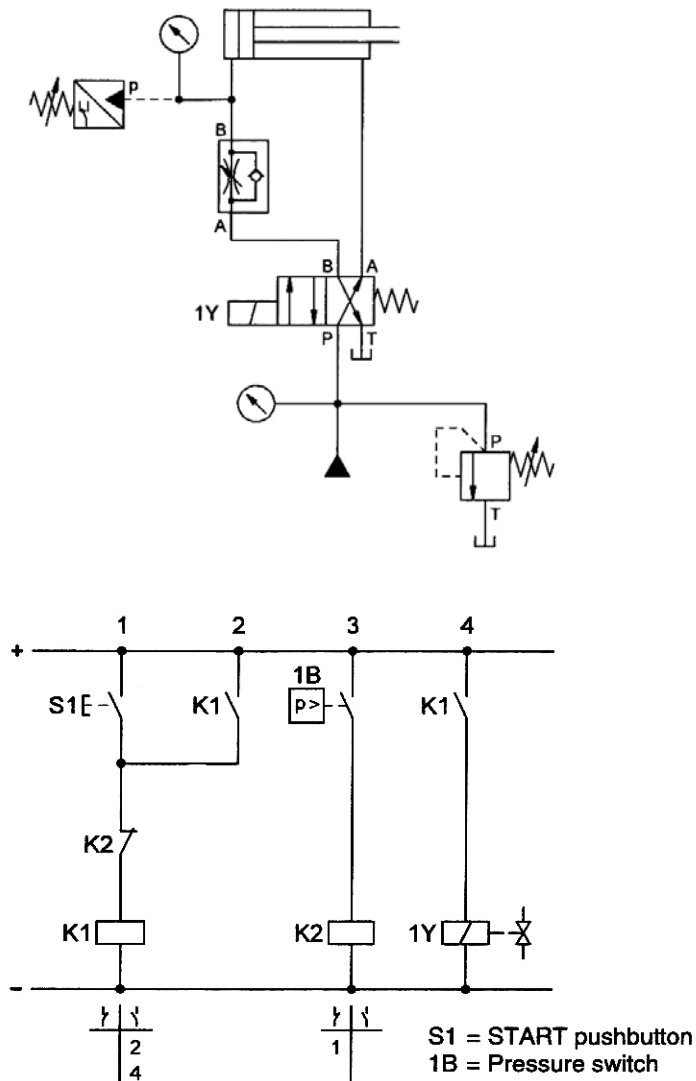 p
B
A
B A
1Y
P T
P
T
1 2 3 4
+
1B
S1 K1 p> K1
K2
K1 K2 1Y
-
2 1
4
S1 = START pushbutton
1B = Pressure switch